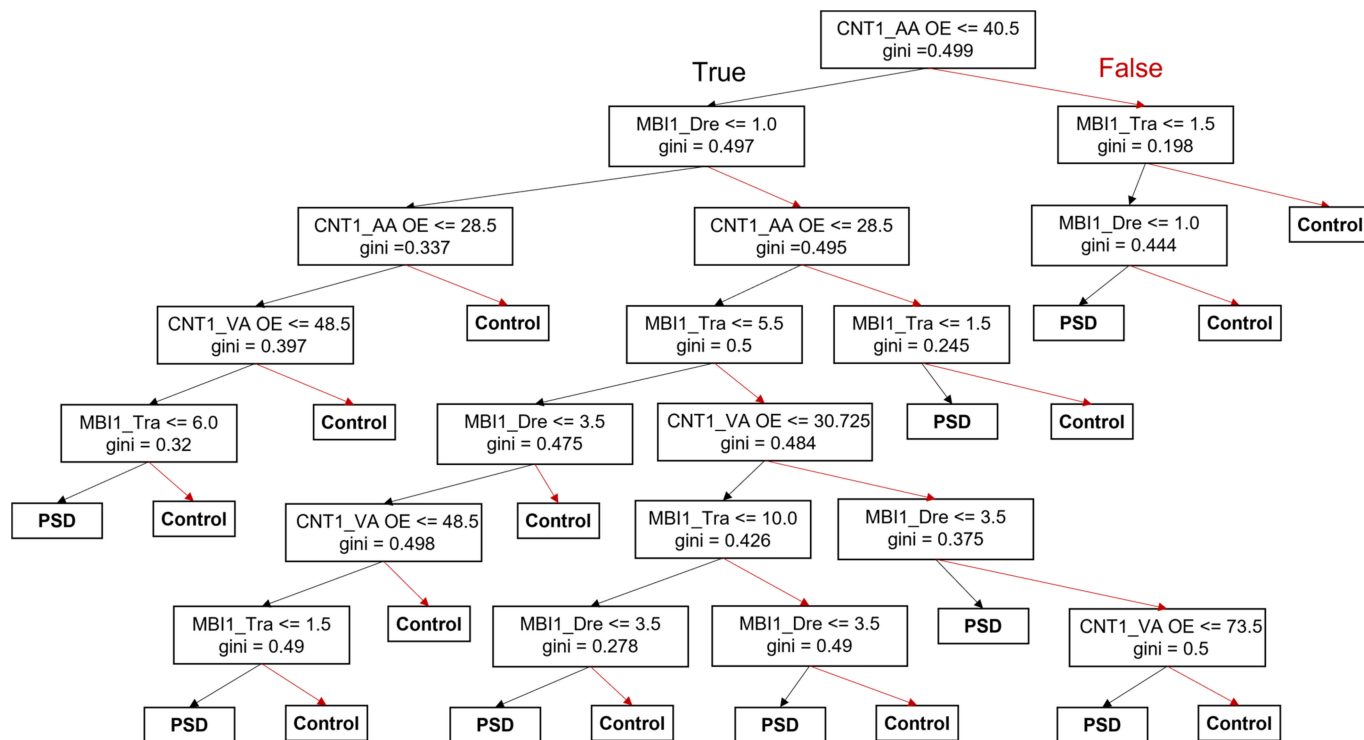 CNT1_AA OE <= 40.5
gini =0.499
True
False
MBI1_Dre <= 1.0
gini = 0.497
MBI1_Tra <= 1.5
gini = 0.198
CNT1_AA OE <= 28.5
gini =0.337
CNT1_AA OE <= 28.5
gini =0.495
MBI1_Dre <= 1.0
gini = 0.444
Control
CNT1_VA OE <= 48.5
gini = 0.397
Control
MBI1_Tra <= 5.5
gini = 0.5
MBI1_Tra <= 1.5
gini = 0.245
PSD
Control
MBI1_Tra <= 6.0
gini = 0.32
Control
MBI1_Dre <= 3.5
gini = 0.475
CNT1_VA OE <= 30.725
gini = 0.484
PSD
Control
PSD
Control
CNT1_VA OE <= 48.5
gini = 0.498
Control
MBI1_Tra <= 10.0
gini = 0.426
MBI1_Dre <= 3.5
gini = 0.375
MBI1_Tra <= 1.5
gini = 0.49
Control
MBI1_Dre <= 3.5
gini = 0.278
MBI1_Dre <= 3.5
gini = 0.49
PSD
CNT1_VA OE <= 73.5
gini = 0.5
PSD
Control
PSD
Control
PSD
Control
PSD
Control